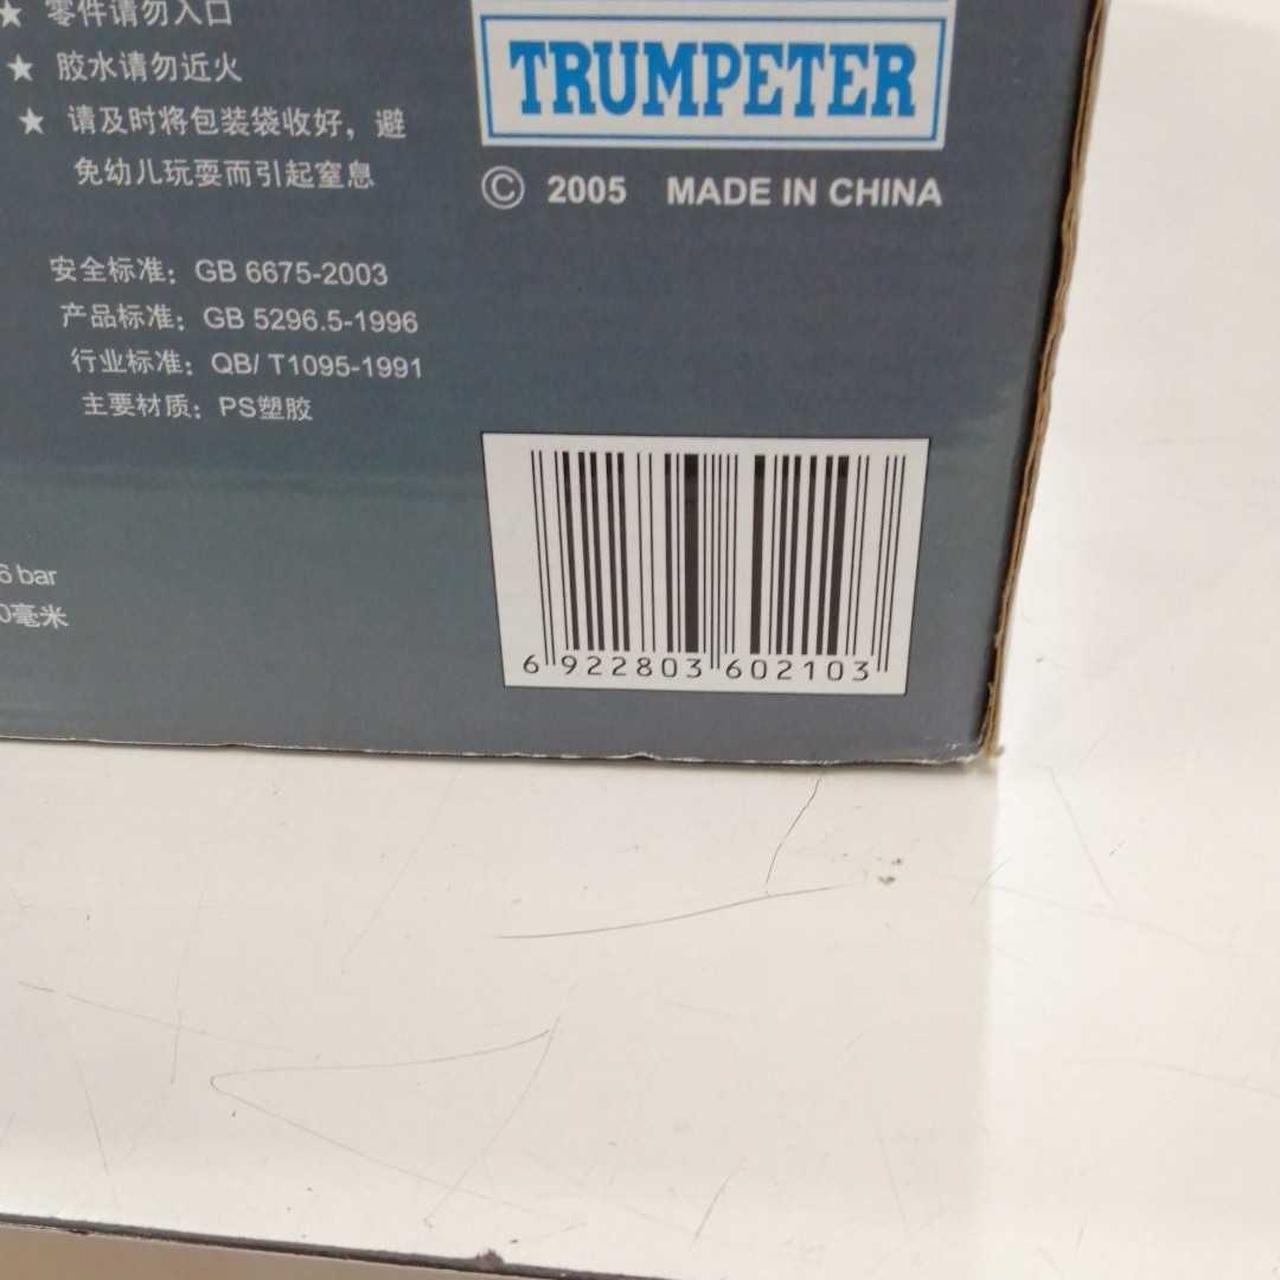 ★ 零件请勿入口
★ 胶水请勿近火
★ 请及时将包装袋收好，避
免幼儿玩耍而引起窒息
安全标准：GB 6675-2003
产品标准：GB 5296.5-1996
行业标准：QB/ T1095-1991
主要材质：PS塑胶
6 bar
0毫米
TRUMPETER
© 2005 MADE IN CHINA
6 922803 602103